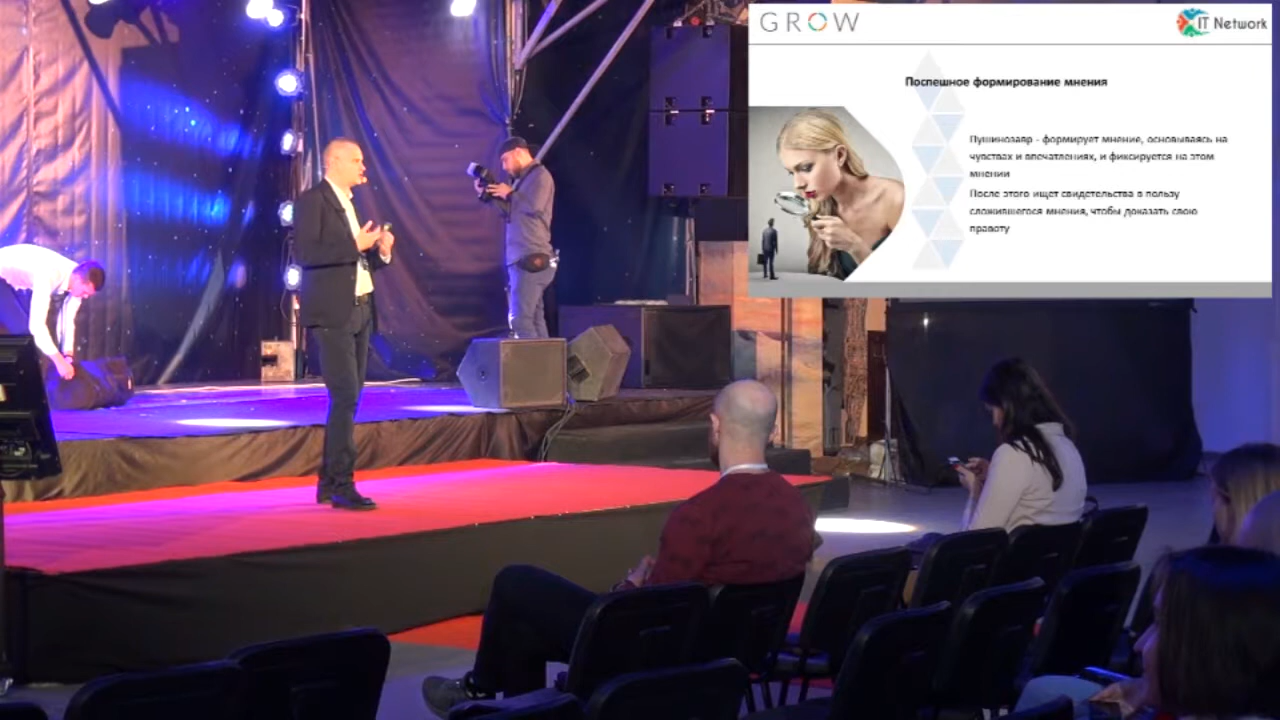 GROW
IT Network
Поспешное формирование мнения
Пушинозавр - формирует мнение, основываясь на
чувствах и впечатлениях, и фиксируется на этом
мнении
После этого ищет свидетельства в пользу
сложившегося мнения, чтобы доказать свою
правоту